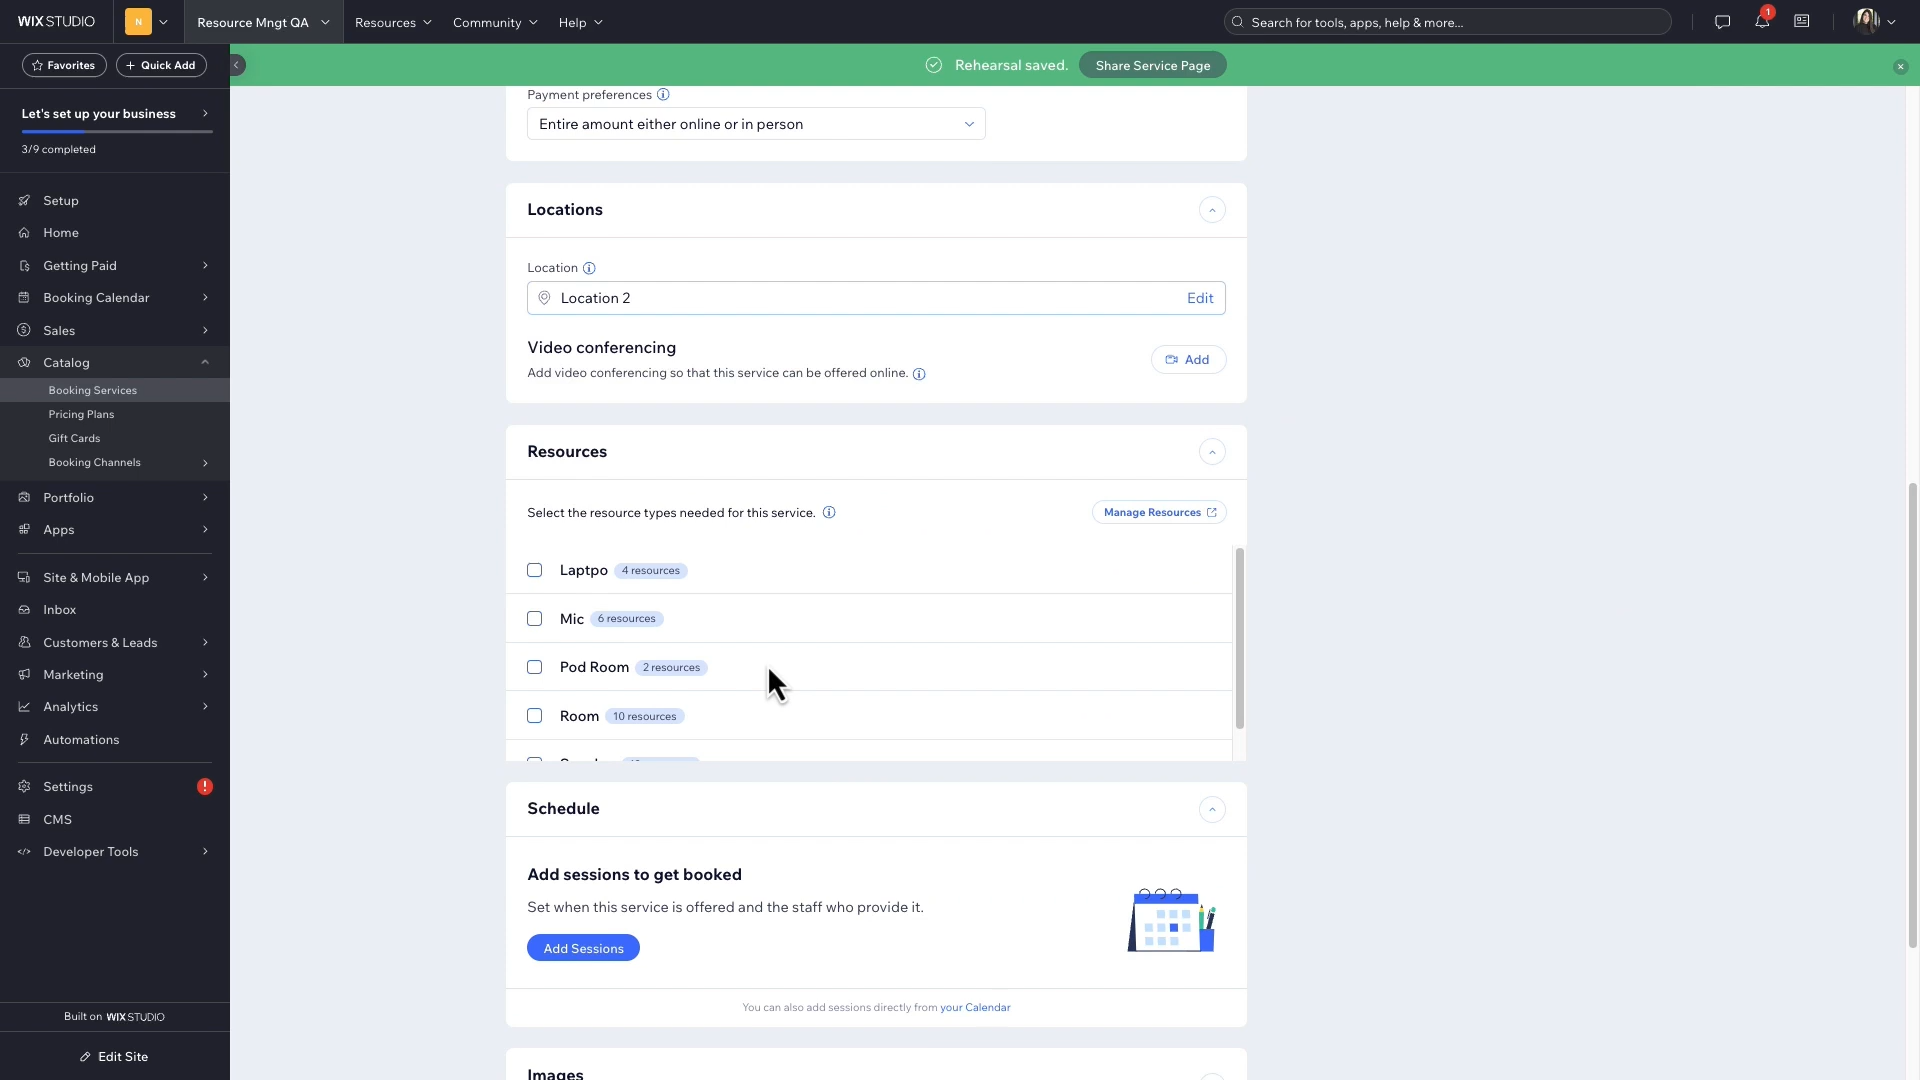 WIX STUDIO
N
Resource Mngt QA
Resources
Community
Help
Search for tools, apps, help & more...
1
Favorites
+ Quick Add
Rehearsal saved.
Share Service Page
Let's set up your business
3/9 completed
Setup
Home
Getting Paid
Booking Calendar
Sales
Catalog
Booking Services
Pricing Plans
Gift Cards
Booking Channels
Portfolio
Apps
Site & Mobile App
Inbox
Customers & Leads
Marketing
Analytics
Automations
Settings
!
CMS
Developer Tools
Built on WIX STUDIO
Edit Site
Payment preferences
Entire amount either online or in person
Locations
Location
Location 2
Edit
Video conferencing
Add video conferencing so that this service can be offered online.
Add
Resources
Select the resource types needed for this service.
Manage Resources
Laptpo 4 resources
Mic 6 resources
Pod Room 2 resources
Room 10 resources
Schedule
Add sessions to get booked
Set when this service is offered and the staff who provide it.
Add Sessions
You can also add sessions directly from your Calendar
Images